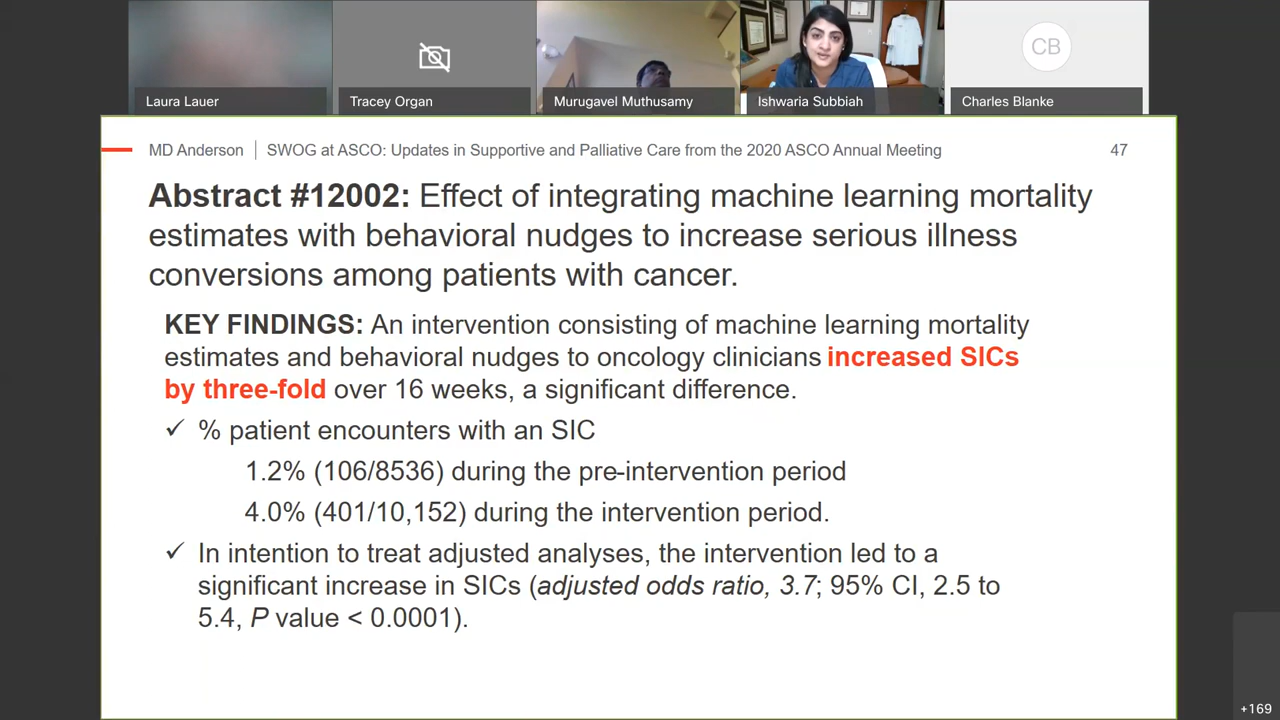 Laura Lauer
Tracey Organ
Murugavel Muthusamy
Ishwaria Subbiah
CB
Charles Blanke
MD Anderson | SWOG at ASCO: Updates in Supportive and Palliative Care from the 2020 ASCO Annual Meeting 47
Abstract #12002: Effect of integrating machine learning mortality
estimates with behavioral nudges to increase serious illness
conversions among patients with cancer.
KEY FINDINGS: An intervention consisting of machine learning mortality
estimates and behavioral nudges to oncology clinicians increased SICs
by three-fold over 16 weeks, a significant difference.
✓ % patient encounters with an SIC
1.2% (106/8536) during the pre-intervention period
4.0% (401/10,152) during the intervention period.
✓ In intention to treat adjusted analyses, the intervention led to a
significant increase in SICs (adjusted odds ratio, 3.7; 95% CI, 2.5 to
5.4, P value < 0.0001).
+169